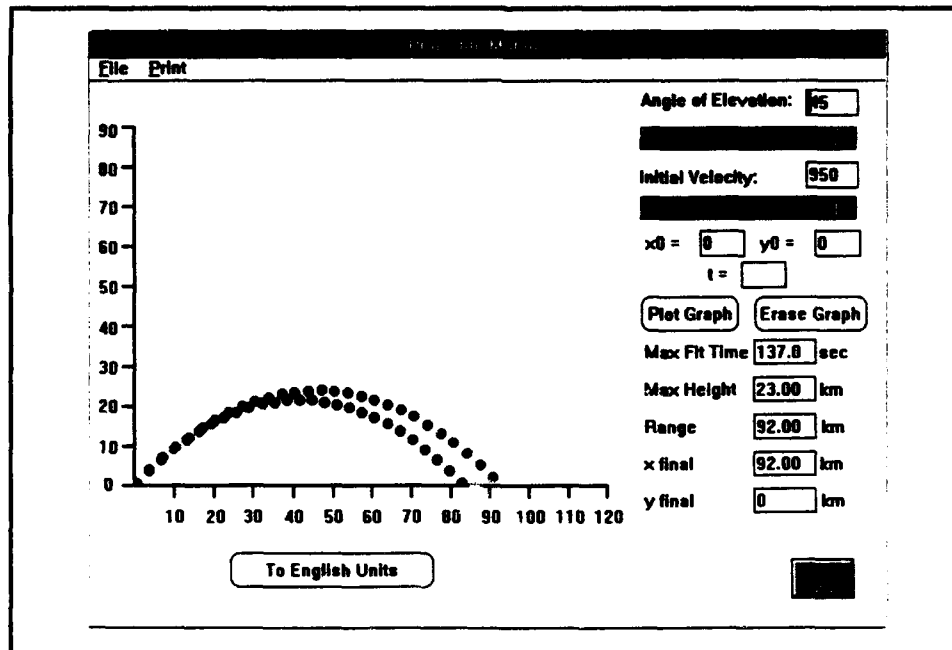 File Print
Angle of Elevation: 45
Initial Velocity: 950
x0 = 0 y0 = 0
t =
Plot Graph Erase Graph
Max Flt Time 137.0 sec
Max Height 23.00 km
Range 92.00 km
x final 92.00 km
y final 0 km
90
80
70
60
50
40
30
20
10
0
10 20 30 40 50 60 70 80 90 100 110 120
To English Units